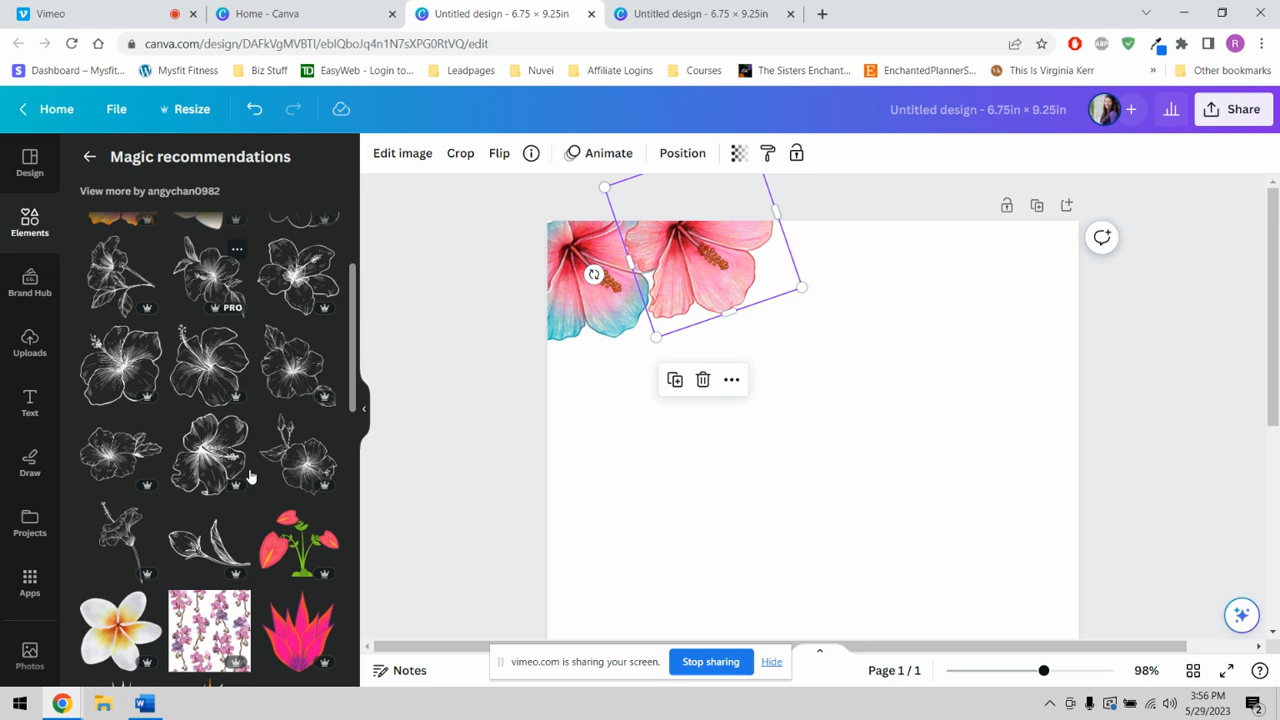 Vimeo
Home - Canva
Untitled design - 6.75 × 9.25in
Untitled design - 6.75 × 9.25in
canva.com/design/DAFkVgMVBTI/ebIQboJq4n1N7sXPG0RtVQ/edit
Dashboard – Mysfit...
Mysfit Fitness
Biz Stuff
EasyWeb - Login to...
Leadpages
Nuvei
Affiliate Logins
Courses
The Sisters Enchant...
EnchantedPlannerS...
This Is Virginia Kerr
»
Other bookmarks
Home
File
Resize
Untitled design - 6.75in × 9.25in
Share
Design
Elements
Brand Hub
Uploads
Text
Draw
Projects
Apps
Photos
Magic recommendations
View more by angychan0982
PRO
Edit image
Crop
Flip
Animate
Position
vimeo.com is sharing your screen.
Stop sharing
Hide
Notes
Page 1 / 1
98%
3:56 PM
5/29/2023
2